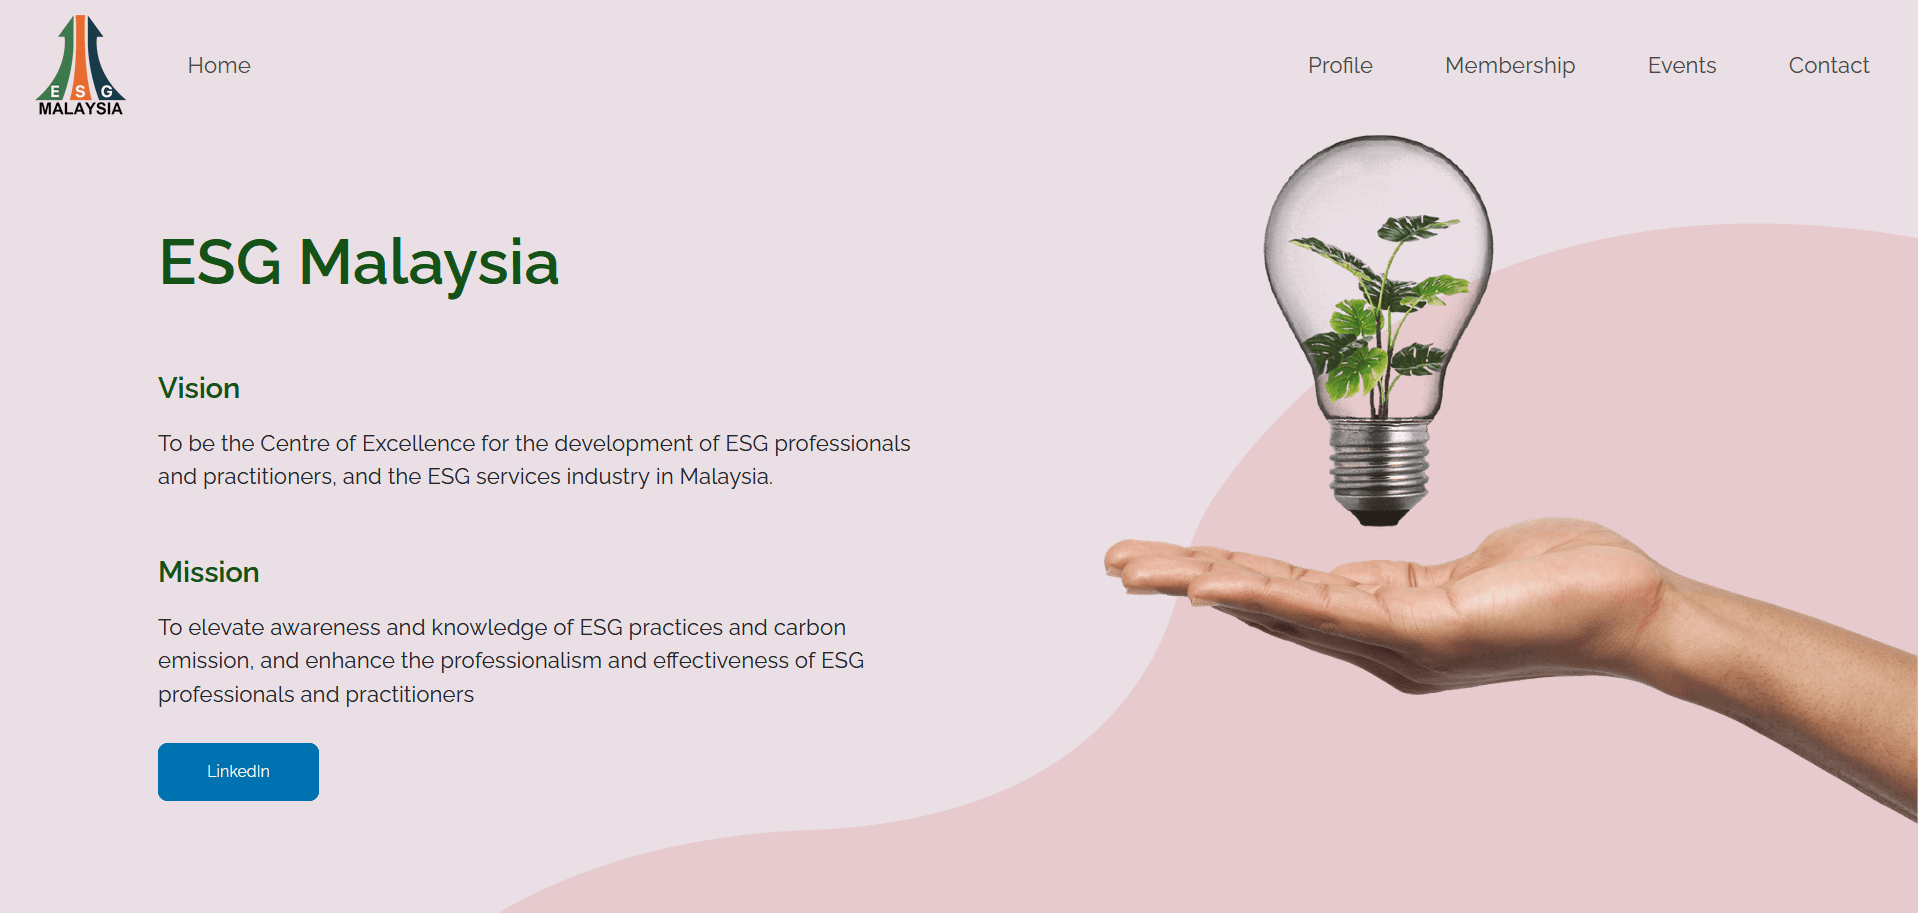 E S G
MALAYSIA
Home
Profile
Membership
Events
Contact
ESG Malaysia
Vision
To be the Centre of Excellence for the development of ESG professionals
and practitioners, and the ESG services industry in Malaysia.
Mission
To elevate awareness and knowledge of ESG practices and carbon
emission, and enhance the professionalism and effectiveness of ESG
professionals and practitioners
LinkedIn